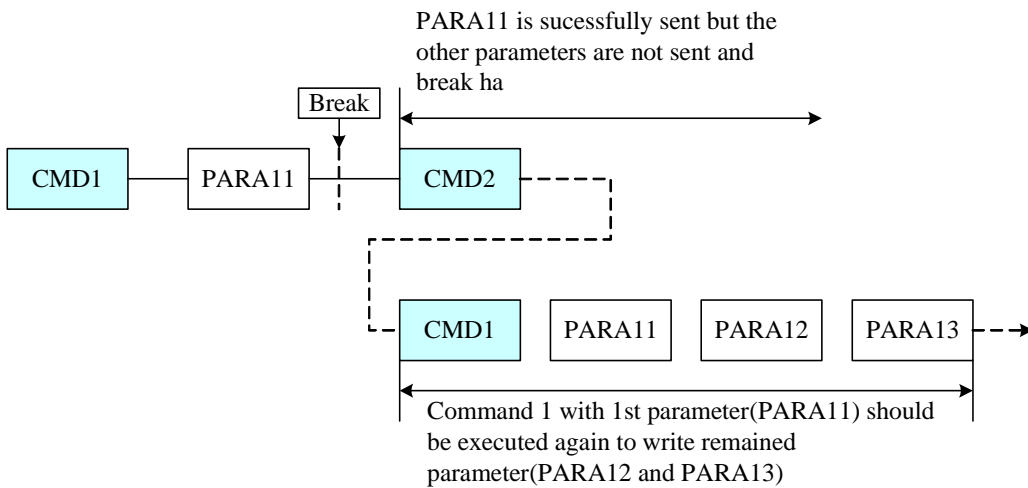 PARA11 is sucessfully sent but the
other parameters are not sent and
break ha
Break
CMD1
PARA11
CMD2
CMD1
PARA11
PARA12
PARA13
Command 1 with 1st parameter(PARA11) should
be executed again to write remained
parameter(PARA12 and PARA13)